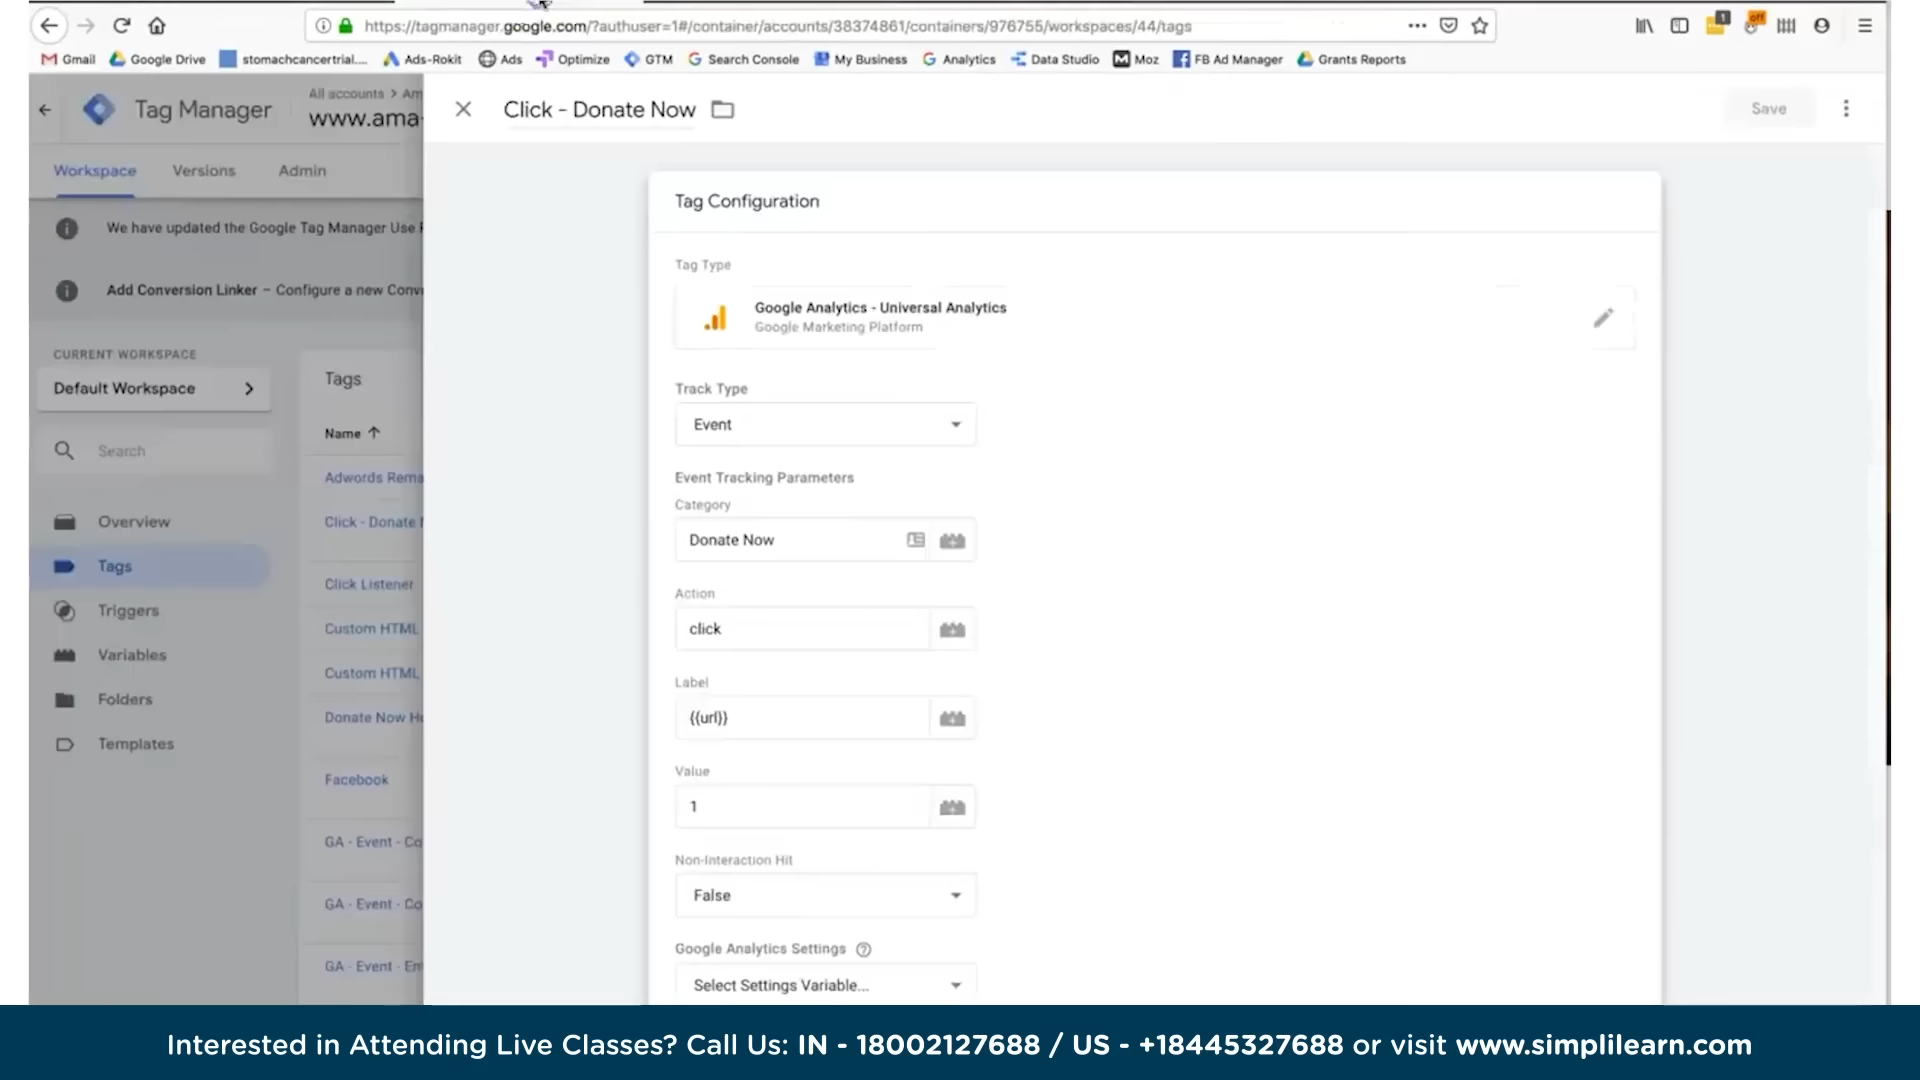 https://tagmanager.google.com/?authuser=1#/container/accounts/38374861/containers/976755/workspaces/44/tags
1
off
Gmail Google Drive stomachcancertrial.... Ads-Rokit Ads Optimize GTM Search Console My Business Analytics Data Studio Moz FB Ad Manager Grants Reports
Tag Manager
All accounts > Am
www.ama-
Click - Donate Now
Save
Workspace Versions Admin
We have updated the Google Tag Manager Use
Add Conversion Linker – Configure a new Conv
CURRENT WORKSPACE
Default Workspace
Search
Overview
Tags
Triggers
Variables
Folders
Templates
Tags
Name
Adwords Rema
Click - Donate
Click Listener
Custom HTML
Custom HTML
Donate Now H
Facebook
GA - Event - Co
GA - Event - Co
GA - Event - En
Tag Configuration
Tag Type
Google Analytics - Universal Analytics
Google Marketing Platform
Track Type
Event
Event Tracking Parameters
Category
Donate Now
Action
click
Label
{{url}}
Value
1
Non-Interaction Hit
False
Google Analytics Settings
Select Settings Variable...
Interested in Attending Live Classes? Call Us: IN - 18002127688 / US - +18445327688 or visit www.simplilearn.com